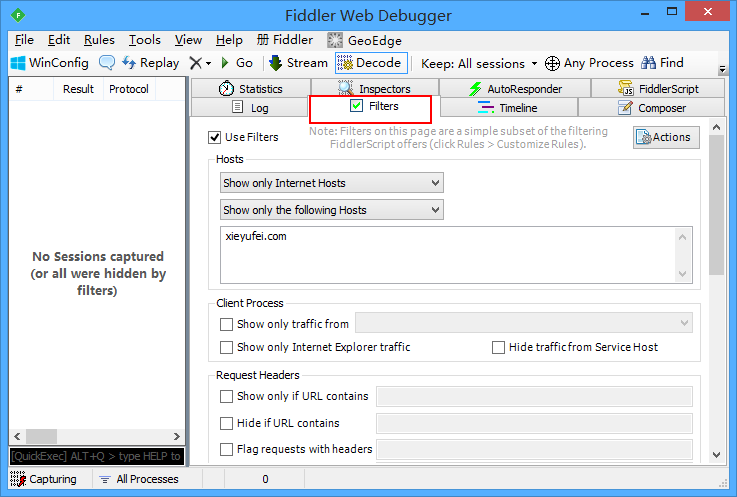 Fiddler Web Debugger
File Edit Rules Tools View Help 册 Fiddler GeoEdge
WinConfig Replay Go Stream Decode Keep: All sessions Any Process Find
# Result Protocol
Statistics Inspectors AutoResponder FiddlerScript
Log Filters Timeline Composer
Use Filters
Note: Filters on this page are a simple subset of the filtering
FiddlerScript offers (click Rules > Customize Rules).
Actions
Hosts
Show only Internet Hosts
Show only the following Hosts
xieyufei.com
No Sessions captured
(or all were hidden by
filters)
Client Process
Show only traffic from
Show only Internet Explorer traffic
Hide traffic from Service Host
Request Headers
Show only if URL contains
Hide if URL contains
Flag requests with headers
[QuickExec] ALT+Q > type HELP to
Capturing All Processes 0